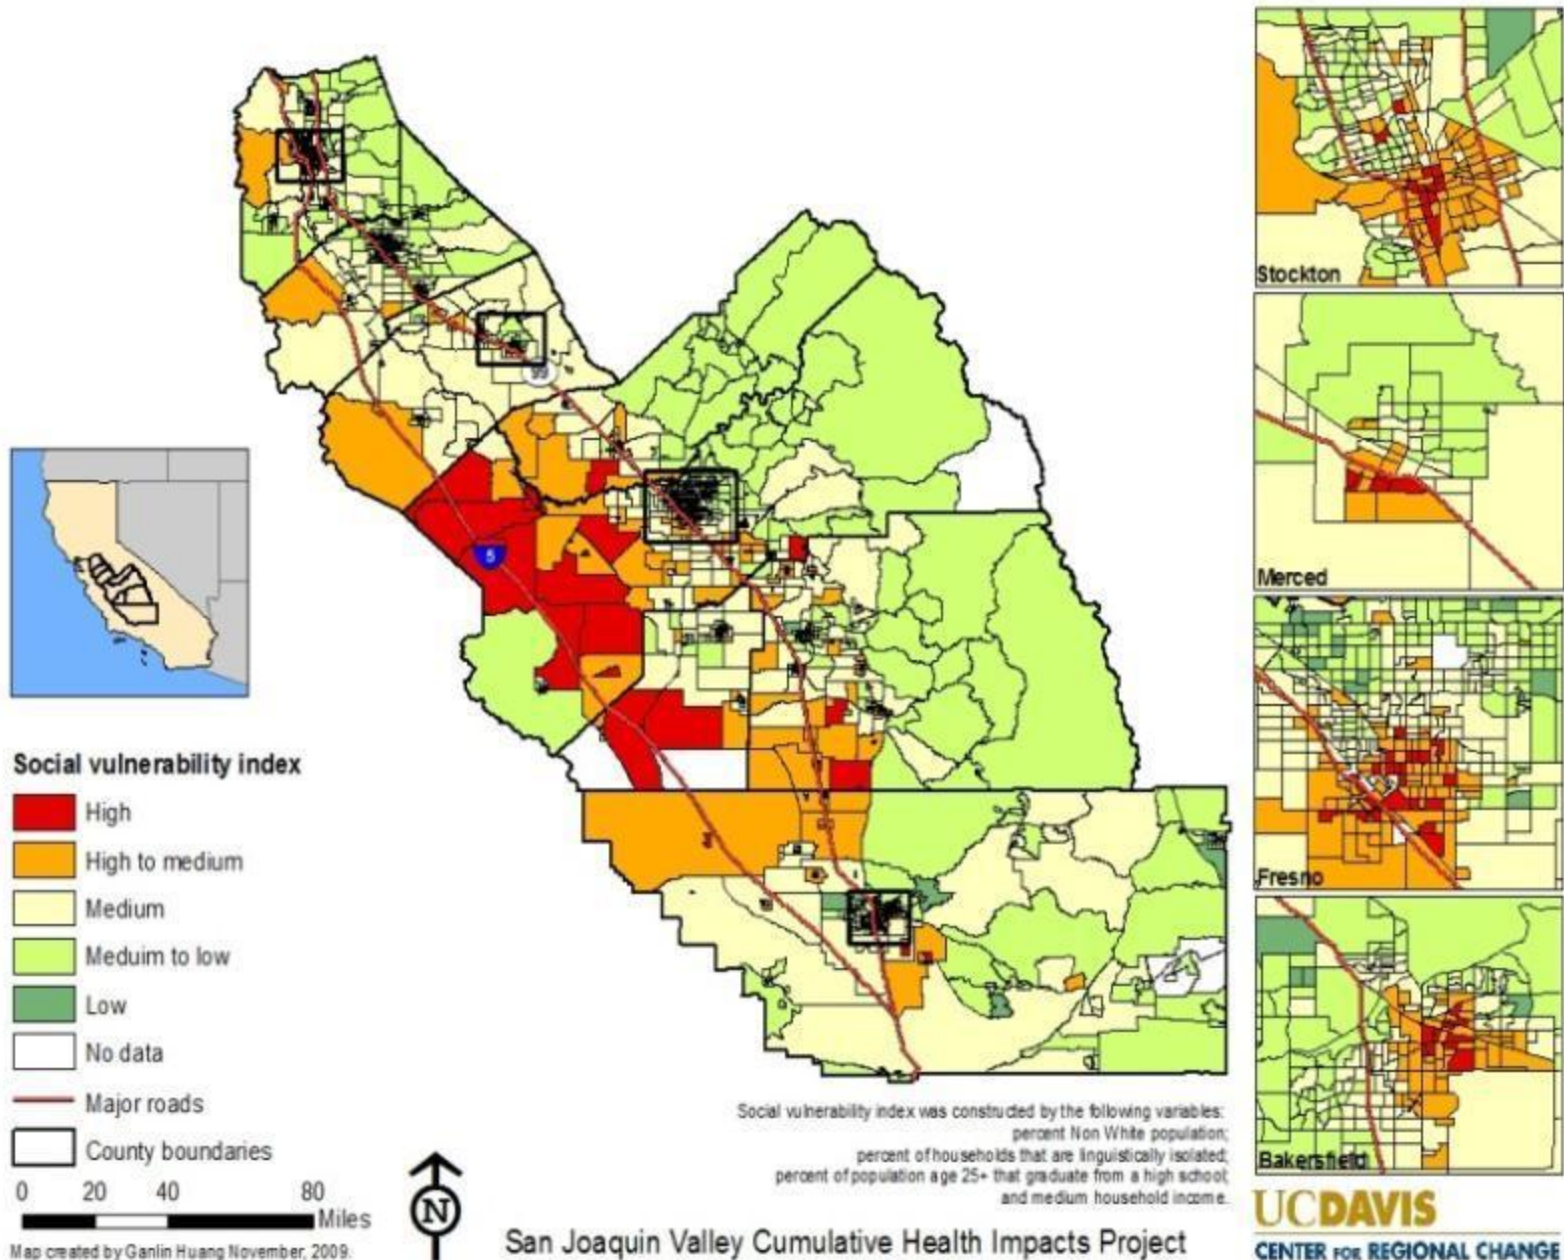 Stockton
99
Merced
5
Fresno
Bakersfield
Social vulnerability index
High
High to medium
Medium
Meduim to low
Low
No data
Major roads
County boundaries
0 20 40 80
Miles
Map created by Ganlin Huang November, 2009.
N
Social vulnerability index was constructed by the following variables:
percent Non White population;
percent of households that are linguistically isolated;
percent of population age 25+ that graduate from a high school;
and medium household income.
San Joaquin Valley Cumulative Health Impacts Project
UCDAVIS
CENTER FOR REGIONAL CHANGE